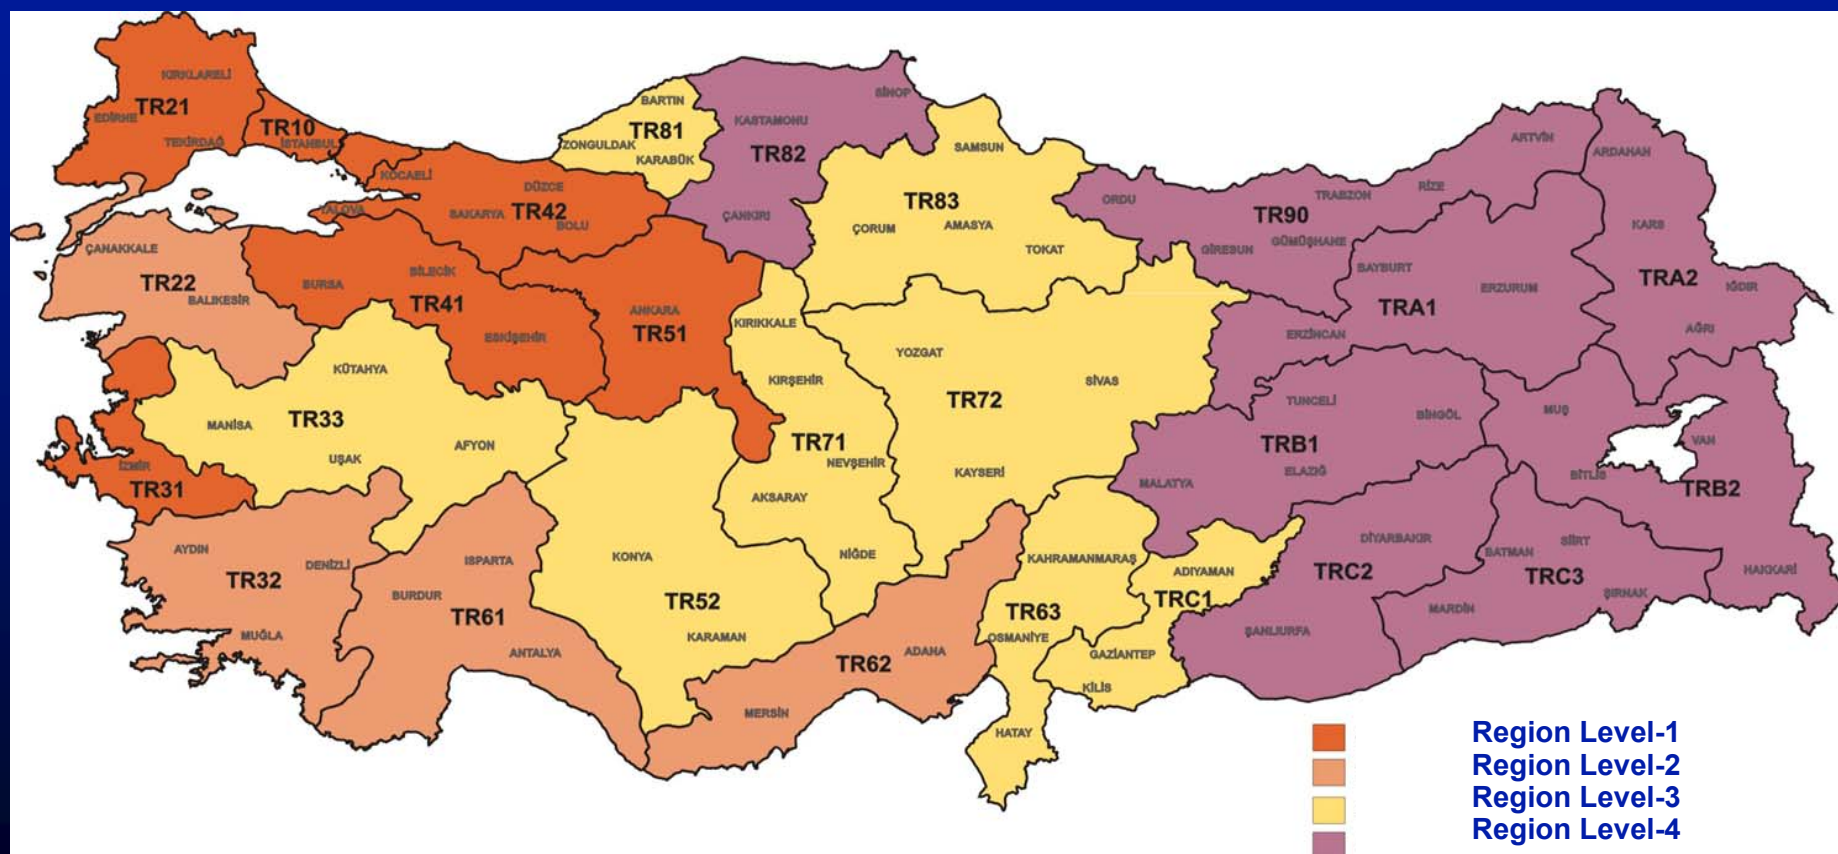 KIRKLARELİ
TR21
EDİRNE
TEKİRDAĞ
TR10
İSTANBUL
KOCAELİ
YALOVA
DÜZCE
SAKARYA
TR42
BOLU
BARTIN
TR81
ZONGULDAK
KARABÜK
KASTAMONU
SİNOP
TR82
ÇANKIRI
SAMSUN
TR83
ÇORUM
AMASYA
TOKAT
ORDU
TR90
TRABZON
RİZE
ARTVİN
GİRESUN
GÜMÜŞHANE
ARDAHAN
KARS
TRA2
IĞDIR
AĞRI
BAYBURT
ERZURUM
TRA1
ERZİNCAN
ÇANAKKALE
TR22
BALIKESİR
BURSA
BİLECİK
TR41
ESKİŞEHİR
ANKARA
TR51
KIRIKKALE
KIRŞEHİR
TR71
NEVŞEHİR
AKSARAY
NİĞDE
YOZGAT
SİVAS
TR72
KAYSERİ
KÜTAHYA
TR33
MANİSA
UŞAK
AFYON
İZMİR
TR31
TUNCELİ
BİNGÖL
TRB1
ELAZIĞ
MALATYA
MUŞ
VAN
BİTLİS
TRB2
HAKKARİ
AYDIN
DENİZLİ
TR32
MUĞLA
ISPARTA
BURDUR
TR61
ANTALYA
KONYA
TR52
KARAMAN
TR62
ADANA
MERSİN
KAHRAMANMARAŞ
TR63
OSMANİYE
HATAY
ADIYAMAN
TRC1
GAZİANTEP
KİLİS
DİYARBAKIR
TRC2
ŞANLIURFA
BATMAN
SİİRT
TRC3
MARDİN
ŞIRNAK
Region Level-1
Region Level-2
Region Level-3
Region Level-4